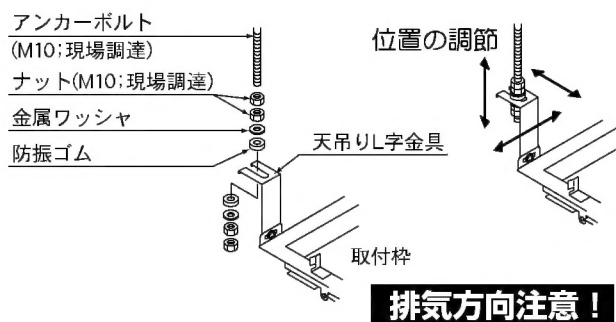 アンカーボルト
(M10;現場調達)
ナット(M10;現場調達)
金属ワッシャ
防振ゴム
天吊りL字金具
取付枠
位置の調節
排気方向注意！